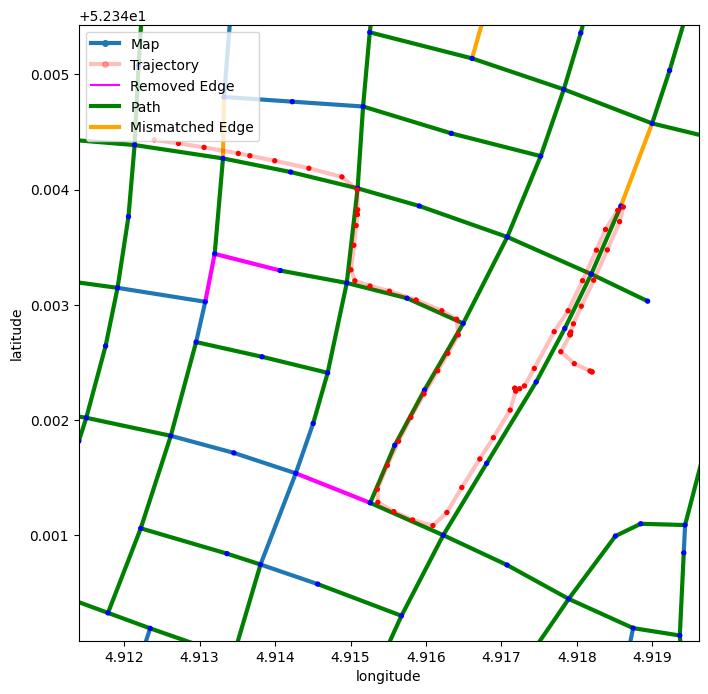 +5.234e1
Map
Trajectory
Removed Edge
Path
Mismatched Edge
0.005
0.004
0.003
0.002
0.001
latitude
4.912 4.913 4.914 4.915 4.916 4.917 4.918 4.919
longitude